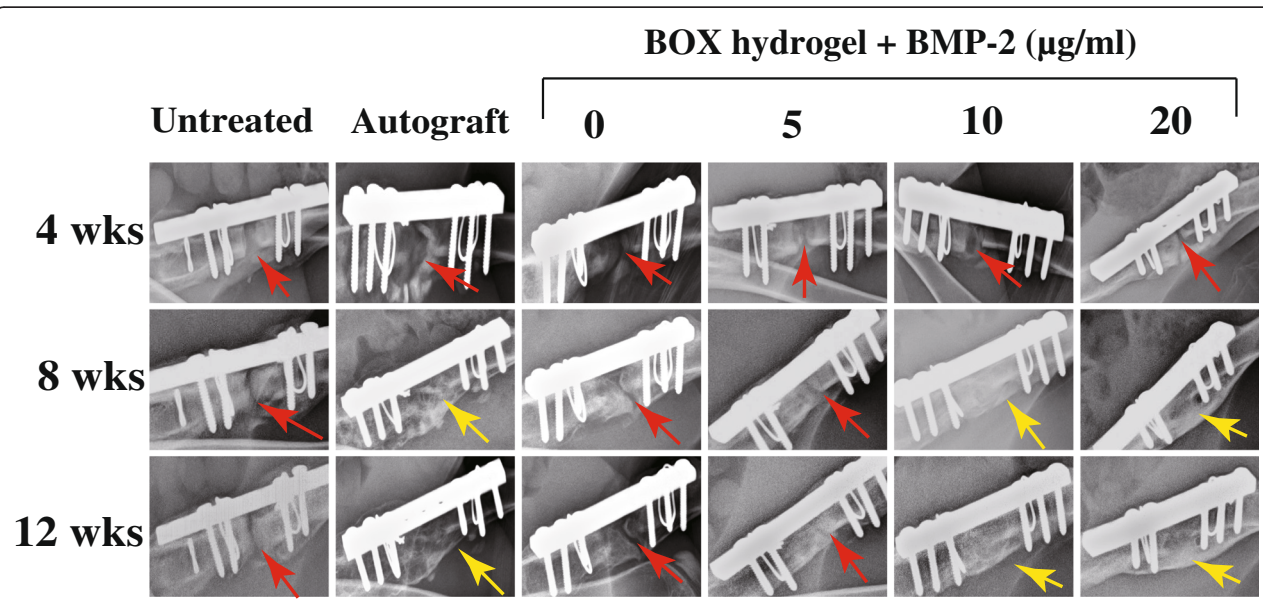 BOX hydrogel + BMP-2 (µg/ml)
Untreated Autograft 0 5 10 20
4 wks
8 wks
12 wks